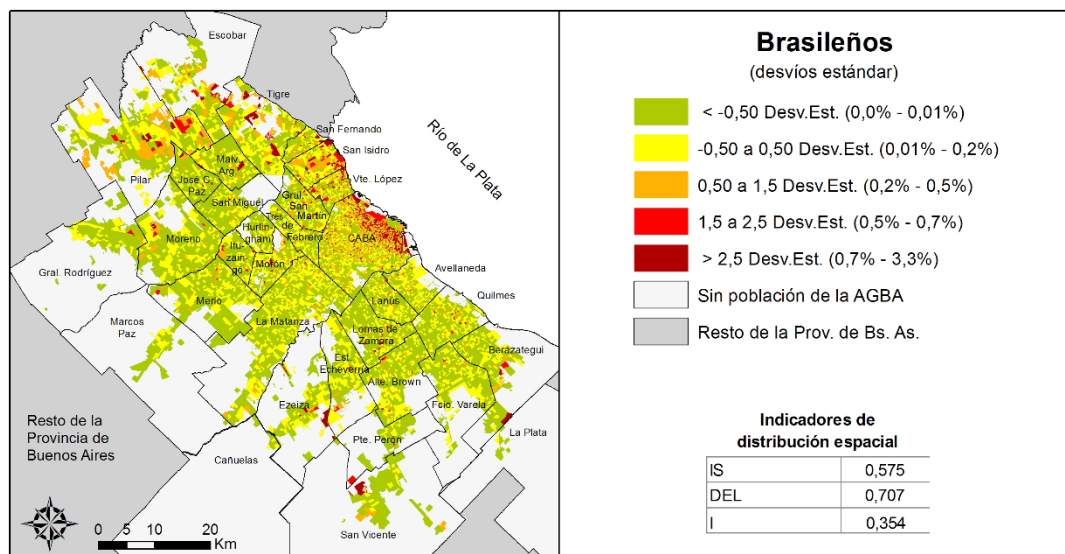 Escobar
Tigre
San Fernando
San Isidro
Río de La Plata
Malv.
Arg.
Vte. López
Pilar
José C.
Paz
San Miguel
Gral.
San
Martín
Tres
de
Febrero
Hurlin
gham
CABA
Moreno
Itu
zain
gó
Morón
Avellaneda
Gral. Rodríguez
Quilmes
Merlo
Lanús
Marcos
Paz
La Matanza
Lomas de
Zamora
Berazategui
Est.
Echeverría
Alte. Brown
Ezeiza
Fcio. Varela
Resto de la
Provincia de
Buenos Aires
La Plata
Pte. Perón
Cañuelas
San Vicente
0 5 10 20
Km
Brasileños
(desvíos estándar)
< -0,50 Desv.Est. (0,0% - 0,01%)
-0,50 a 0,50 Desv.Est. (0,01% - 0,2%)
0,50 a 1,5 Desv.Est. (0,2% - 0,5%)
1,5 a 2,5 Desv.Est. (0,5% - 0,7%)
> 2,5 Desv.Est. (0,7% - 3,3%)
Sin población de la AGBA
Resto de la Prov. de Bs. As.
Indicadores de
distribución espacial
IS 0,575
DEL 0,707
I 0,354